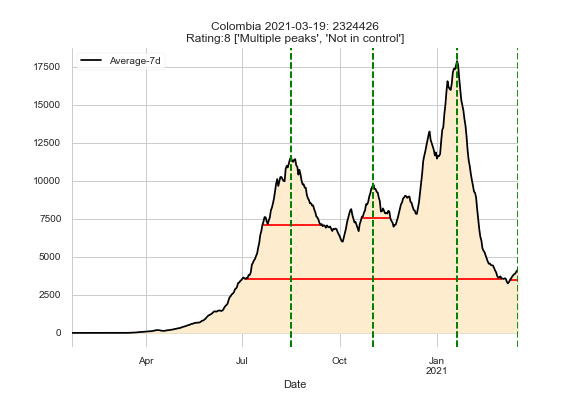 Colombia 2021-03-19: 2324426
Rating:8 ['Multiple peaks', 'Not in control']
Average-7d
17500
15000
12500
10000
7500
5000
2500
0
Apr Jul Oct Jan
2021
Date